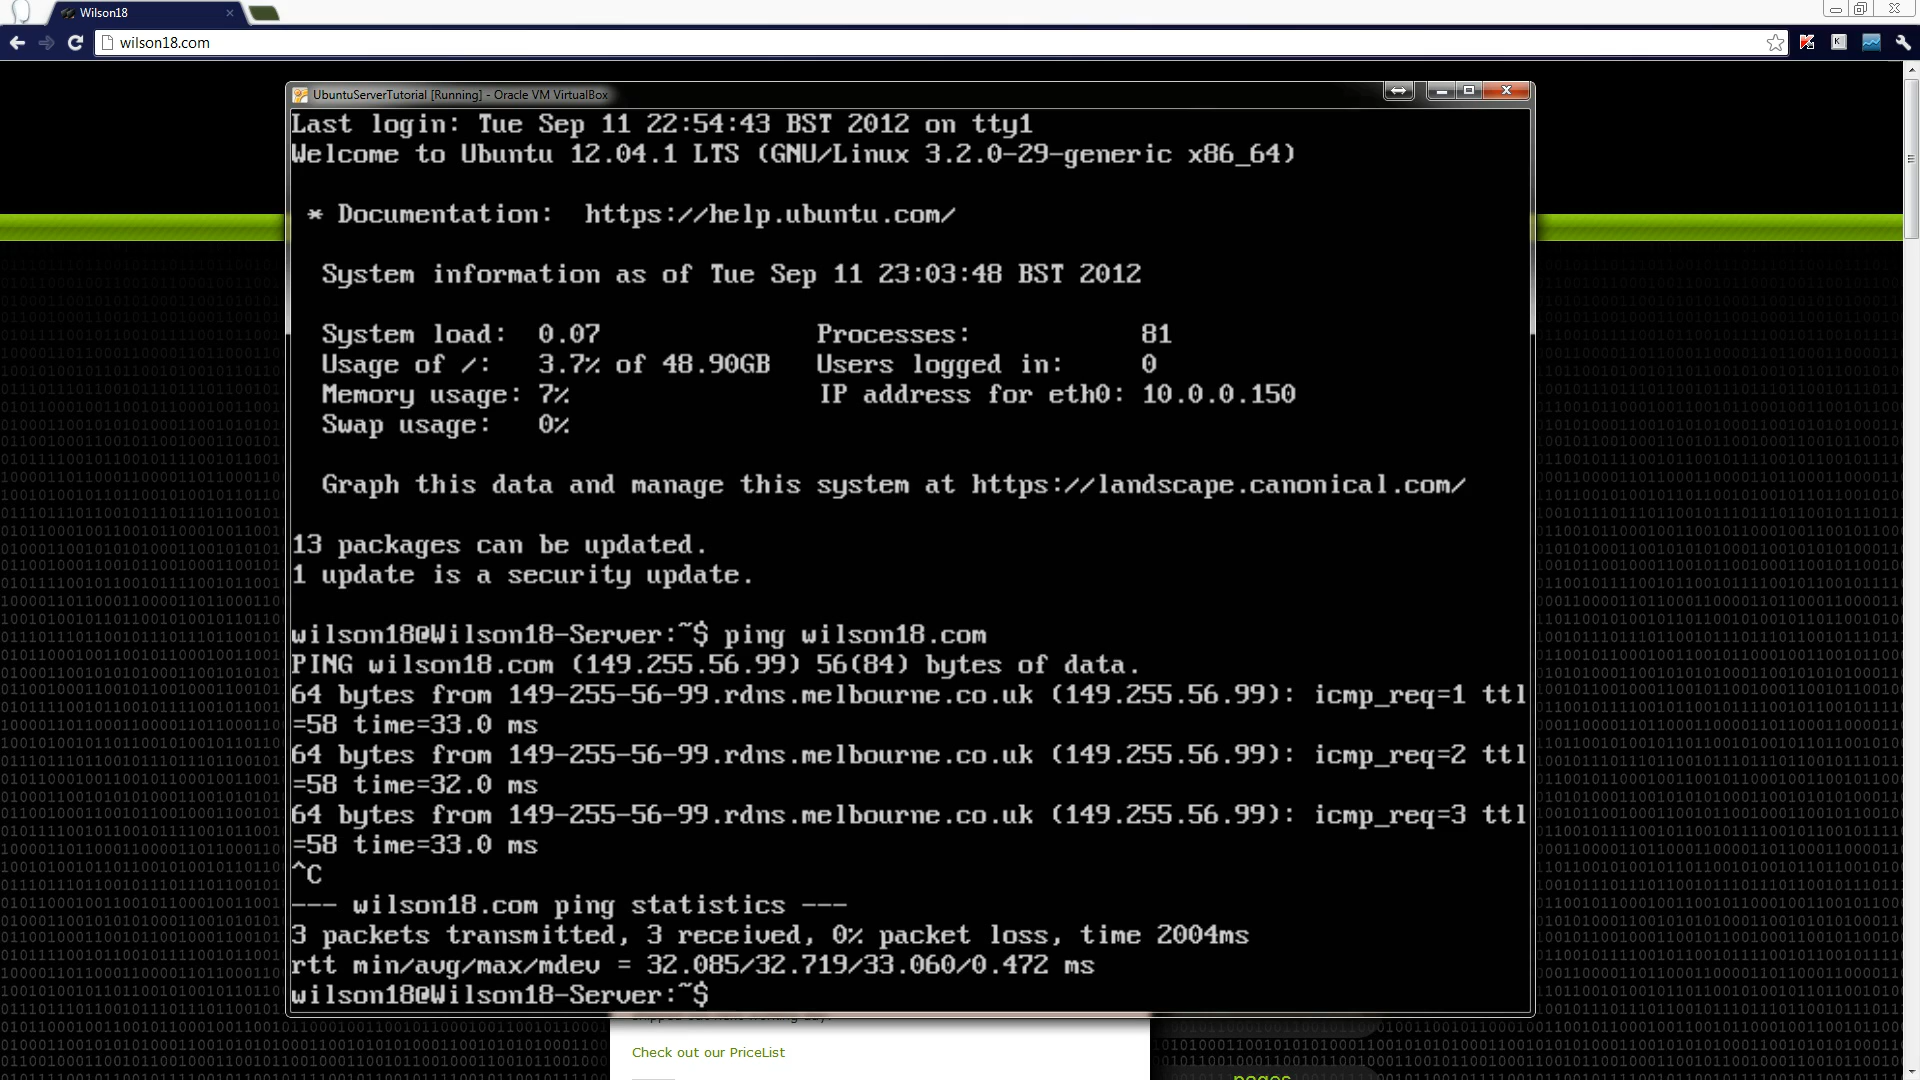 Wilson18
wilson18.com
UbuntuServerTutorial [Running] - Oracle VM VirtualBox
Last login: Tue Sep 11 22:54:43 BST 2012 on tty1
Welcome to Ubuntu 12.04.1 LTS (GNU/Linux 3.2.0-29-generic x86_64)
* Documentation:  https://help.ubuntu.com/
System information as of Tue Sep 11 23:03:48 BST 2012
System load:  0.07              Processes:           81
Usage of /:   3.7% of 48.90GB   Users logged in:     0
Memory usage: 7%                IP address for eth0: 10.0.0.150
Swap usage:   0%
Graph this data and manage this system at https://landscape.canonical.com/
13 packages can be updated.
1 update is a security update.
wilson18@Wilson18-Server:~$ ping wilson18.com
PING wilson18.com (149.255.56.99) 56(84) bytes of data.
64 bytes from 149-255-56-99.rdns.melbourne.co.uk (149.255.56.99): icmp_req=1 ttl
=58 time=33.0 ms
64 bytes from 149-255-56-99.rdns.melbourne.co.uk (149.255.56.99): icmp_req=2 ttl
=58 time=32.0 ms
64 bytes from 149-255-56-99.rdns.melbourne.co.uk (149.255.56.99): icmp_req=3 ttl
=58 time=33.0 ms
^C
--- wilson18.com ping statistics ---
3 packets transmitted, 3 received, 0% packet loss, time 2004ms
rtt min/avg/max/mdev = 32.085/32.719/33.060/0.472 ms
wilson18@Wilson18-Server:~$
Check out our PriceList
pages